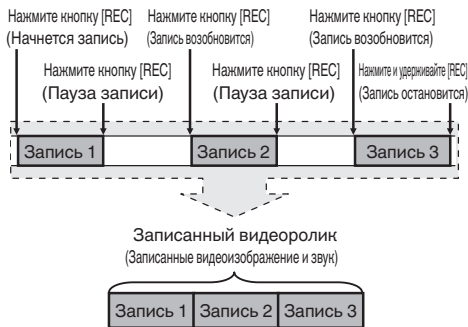 Нажмите кнопку [REC]
(Начнется запись)
Нажмите кнопку [REC]
(Запись возобновится)
Нажмите кнопку [REC]
(Запись возобновится)
Нажмите кнопку [REC]
(Пауза записи)
Нажмите кнопку [REC]
(Пауза записи)
Нажмите и удерживайте [REC]
(Запись остановится)
Запись 1
Запись 2
Запись 3
Записанный видеоролик
(Записанные видеоизображение и звук)
Запись 1
Запись 2
Запись 3